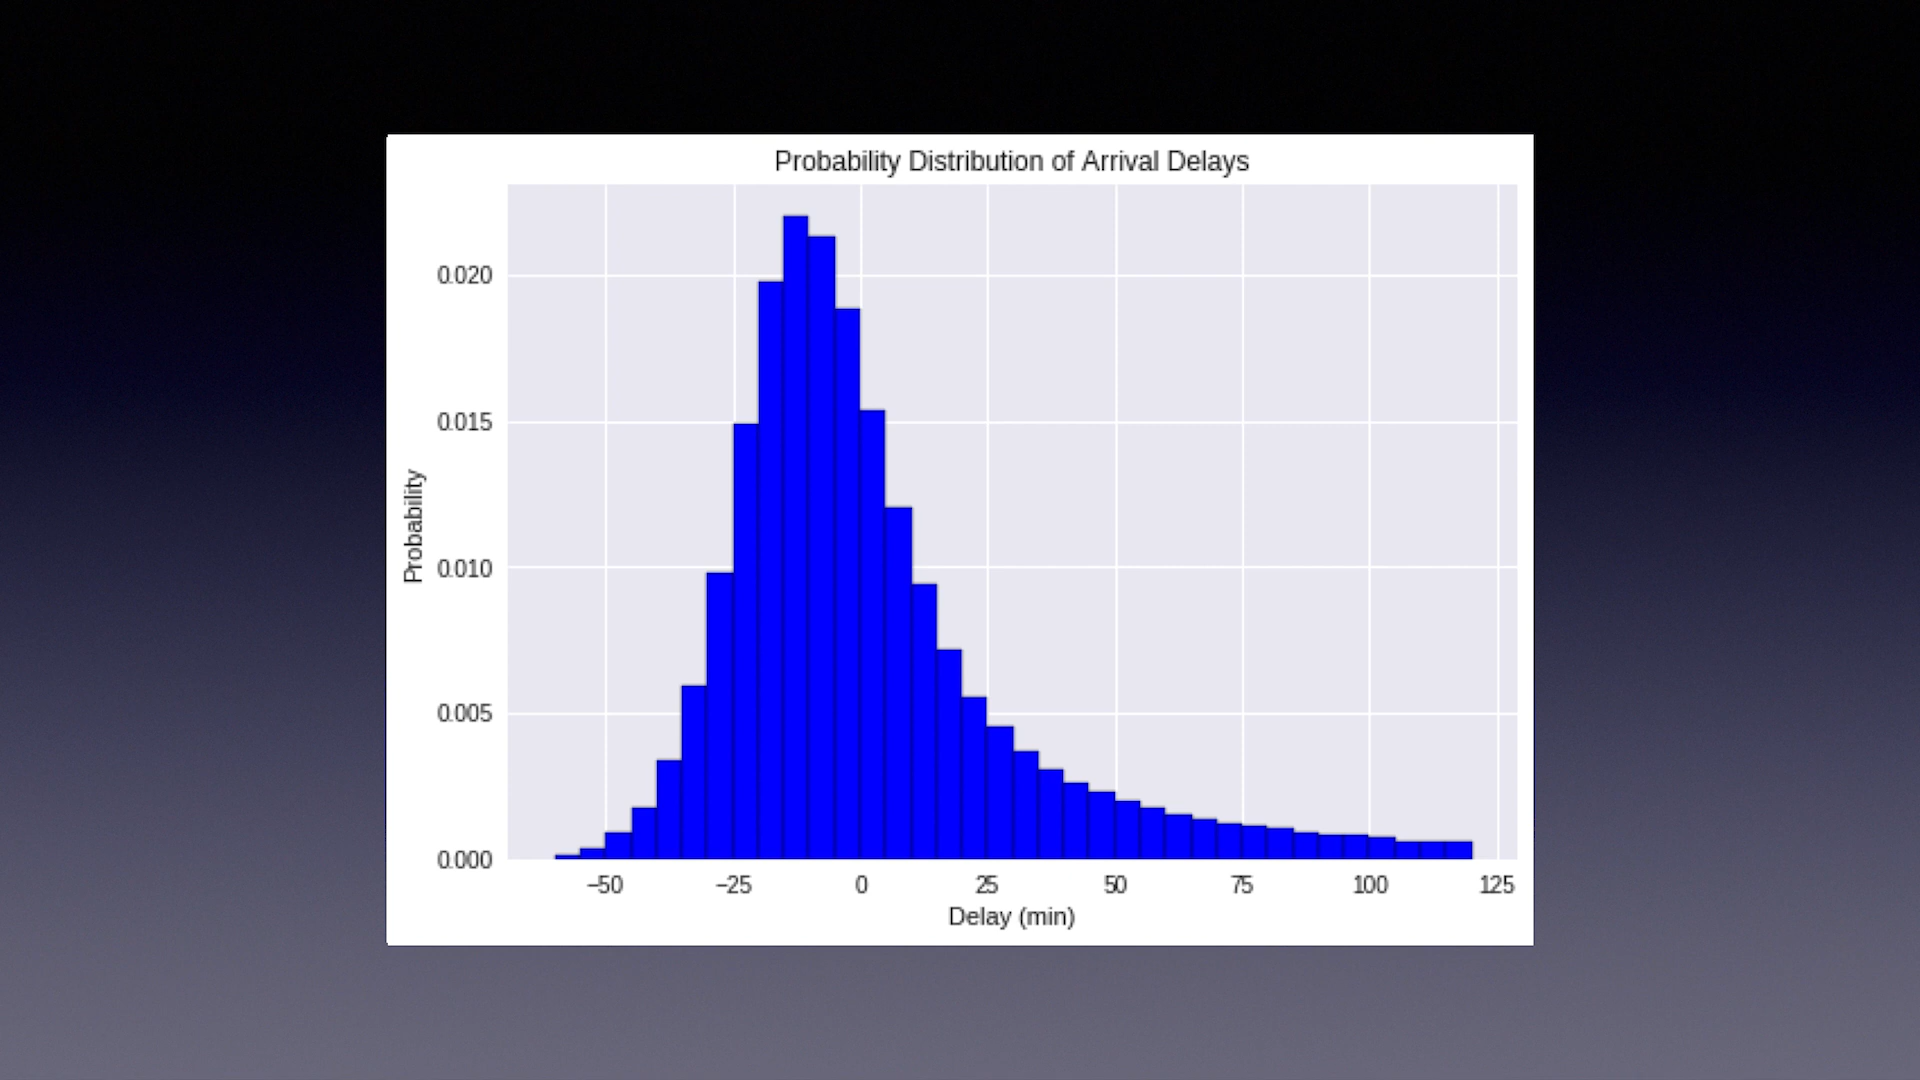 Probability Distribution of Arrival Delays
0.020
0.015
0.010
0.005
0.000
Probability
−50 −25 0 25 50 75 100 125
Delay (min)